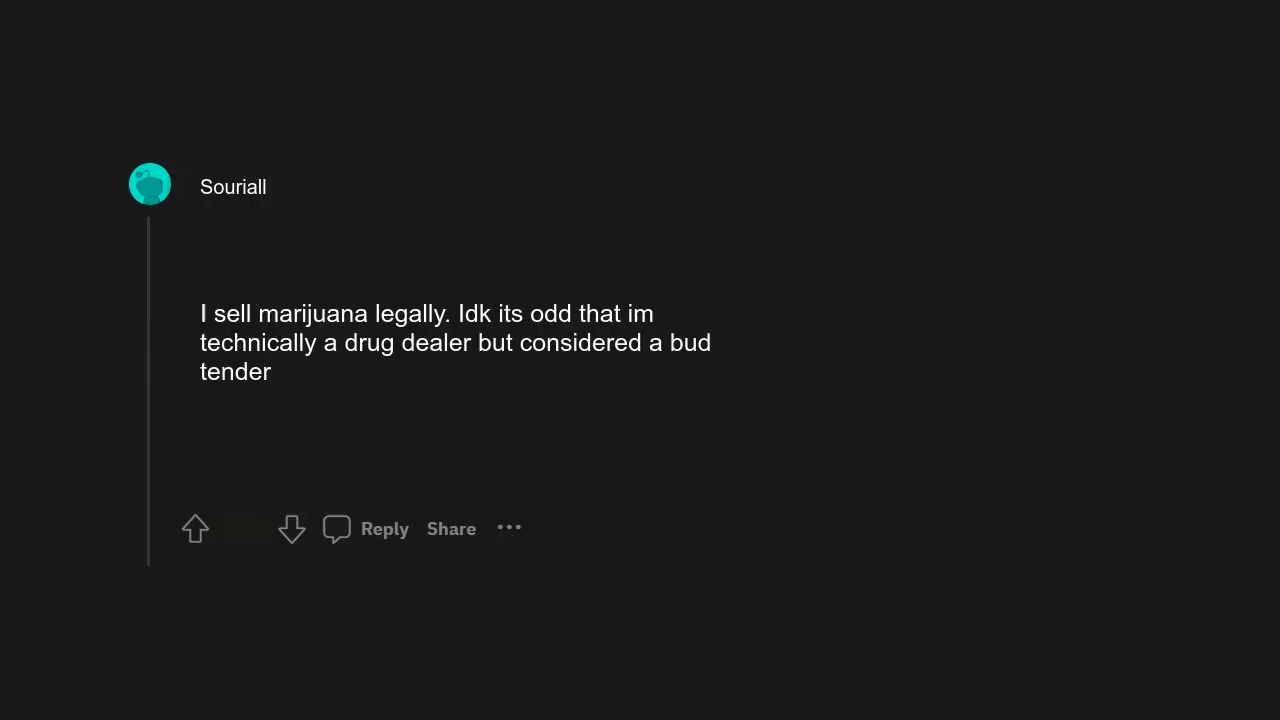 Souriall
I sell marijuana legally. Idk its odd that im
technically a drug dealer but considered a bud
tender
Reply Share